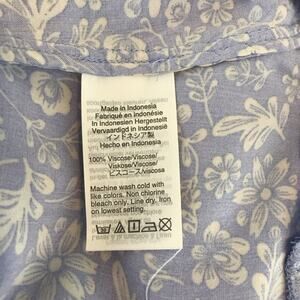 Made in Indonesia
Fabriqué en Indonésie
In Indonesien Hergestellt
Vervaardigd in Indonesië
インドネシア製
Hecho en Indonesio
100% Viscose/Viscose/
Viskose/Viscose/
ビスコース/Viscosa
Machine wash cold with
like colors. Non chlorine
bleach only. Line dry. Iron
on lowest temperature.